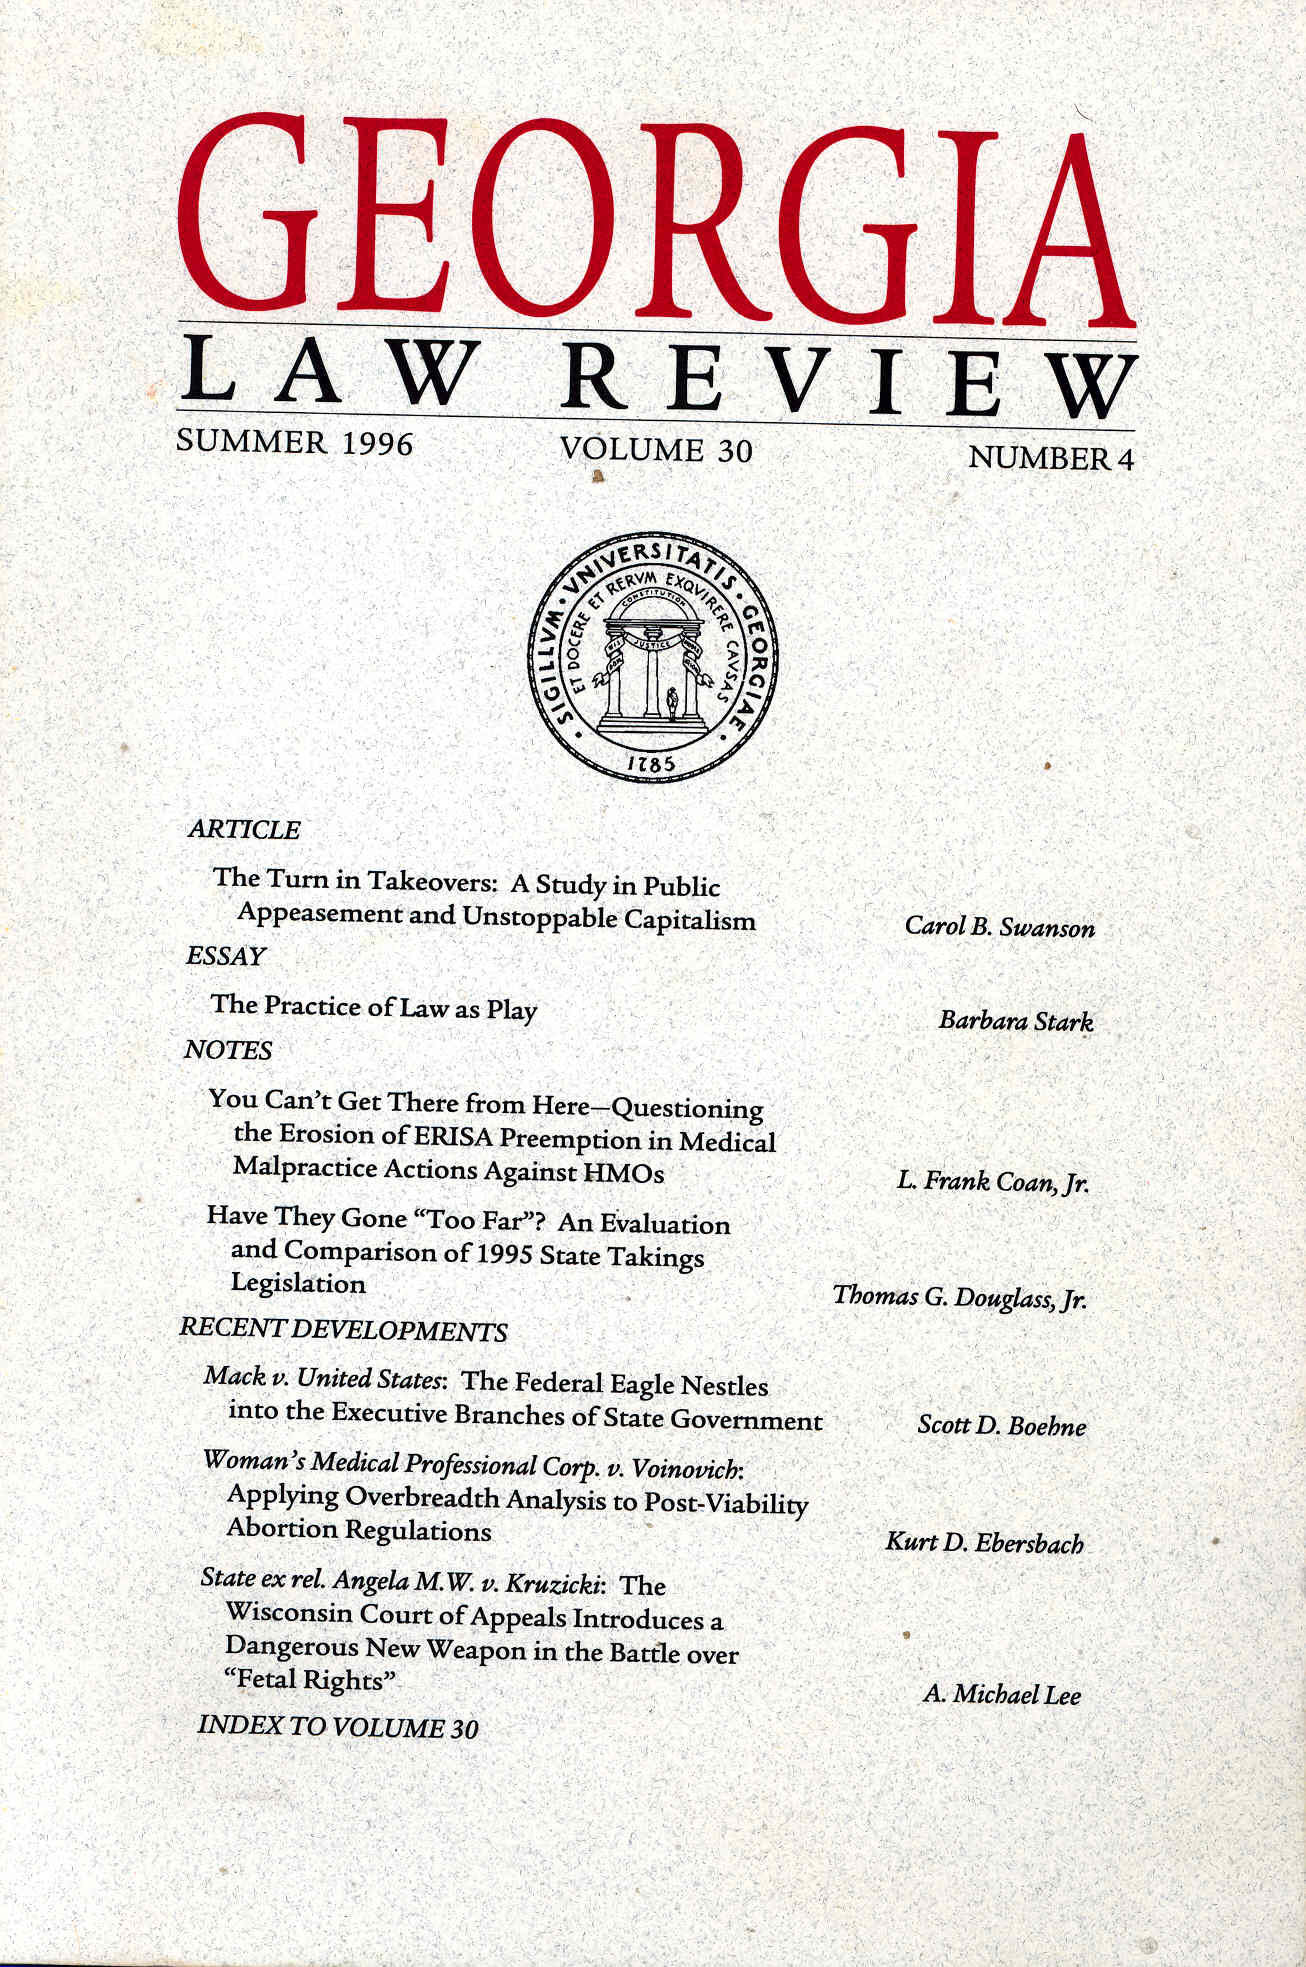 GEORGIA
LAW REVIEW
SUMMER 1996 VOLUME 30 NUMBER 4
SIGILLVM · VNIVERSITATIS · GEORGIAE ·
ET DOCERE ET RERVM EXQVIRERE CAVSAS
CONSTITUTION
JUSTICE
1785
ARTICLE
The Turn in Takeovers: A Study in Public
Appeasement and Unstoppable Capitalism Carol B. Swanson
ESSAY
The Practice of Law as Play Barbara Stark
NOTES
You Can't Get There from Here—Questioning
the Erosion of ERISA Preemption in Medical
Malpractice Actions Against HMOs L. Frank Coan, Jr.
Have They Gone “Too Far”? An Evaluation
and Comparison of 1995 State Takings
Legislation Thomas G. Douglass, Jr.
RECENT DEVELOPMENTS
Mack v. United States: The Federal Eagle Nestles
into the Executive Branches of State Government Scott D. Boehne
Woman's Medical Professional Corp. v. Voinovich:
Applying Overbreadth Analysis to Post-Viability
Abortion Regulations Kurt D. Ebersbach
State ex rel. Angela M.W. v. Kruzicki: The
Wisconsin Court of Appeals Introduces a
Dangerous New Weapon in the Battle over
“Fetal Rights” A. Michael Lee
INDEX TO VOLUME 30